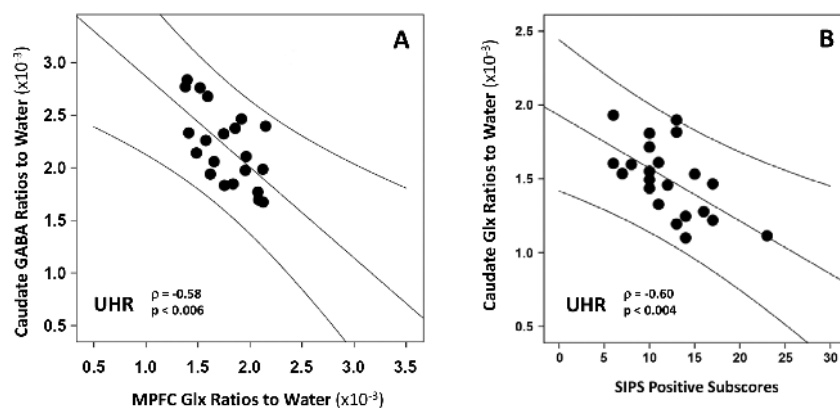 A
Caudate GABA Ratios to Water (x10-3)
3.0
2.5
2.0
1.5
1.0
0.5
UHR
ρ = -0.58
p < 0.006
0.5 1.0 1.5 2.0 2.5 3.0 3.5
MPFC Glx Ratios to Water (x10-3)
B
Caudate Glx Ratios to Water (x10-3)
2.5
2.0
1.5
1.0
0.5
UHR
ρ = -0.60
p < 0.004
0 5 10 15 20 25 30
SIPS Positive Subscores